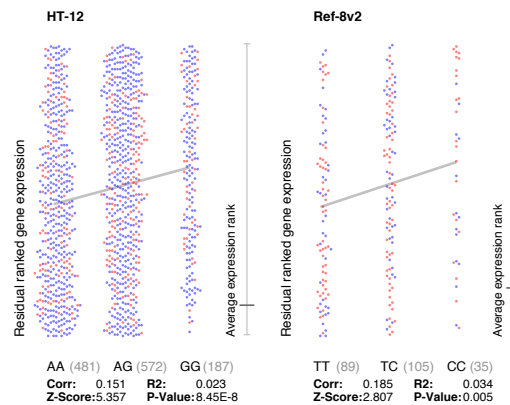 HT-12
Ref-8v2
Residual ranked gene expression
Average expression rank
Residual ranked gene expression
Average expression rank
AA (481) AG (572) GG (187)
Corr: 0.151 R2: 0.023
Z-Score:5.357 P-Value:8.45E-8
TT (89) TC (105) CC (35)
Corr: 0.185 R2: 0.034
Z-Score:2.807 P-Value:0.005